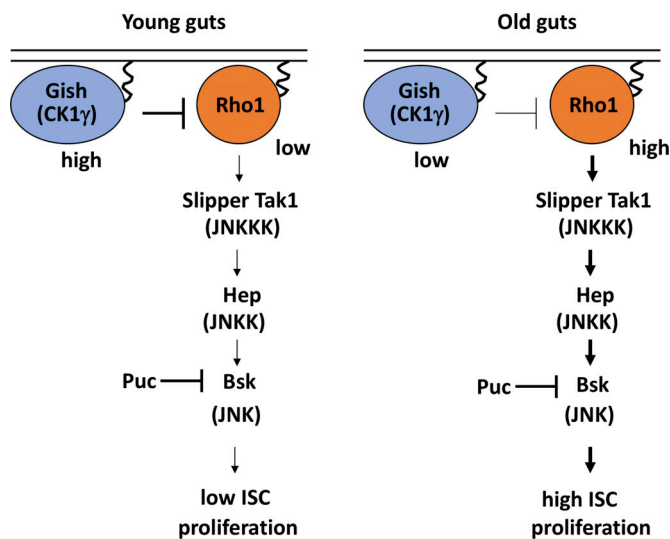 Young guts
Gish
(CK1γ)
Rho1
high
low
Slipper Tak1
(JNKKK)
Hep
(JNKK)
Puc
Bsk
(JNK)
low ISC
proliferation
Old guts
Gish
(CK1γ)
Rho1
low
high
Slipper Tak1
(JNKKK)
Hep
(JNKK)
Puc
Bsk
(JNK)
high ISC
proliferation